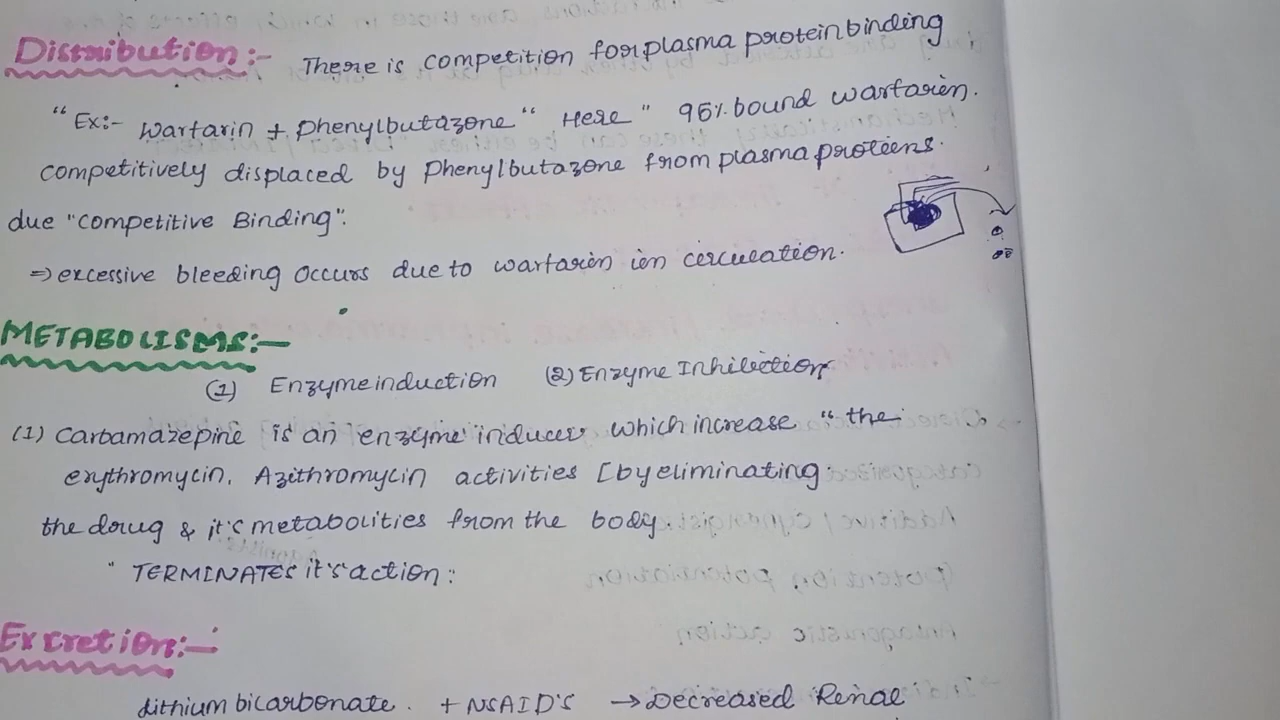 Distribution:- There is competition for plasma protein binding
"Ex:- Warfarin + Phenylbutazone" Here " 96% bound warfarin.
competitively displaced by Phenylbutazone from plasma proteins.
due "competitive Binding".
⇒ excessive bleeding occurs due to warfarin in circulation.
METABOLISMS:-
(1) Enzyme induction (2) Enzyme Inhibition
(1) Carbamazepine is an enzyme inducer which increase "the
erythromycin, Azithromycin activities [by eliminating
the drug & it's metabolities from the body.
" TERMINATES it's action:
Excretion:-
Lithium bicarbonate. + NSAID'S → Decreased Renal